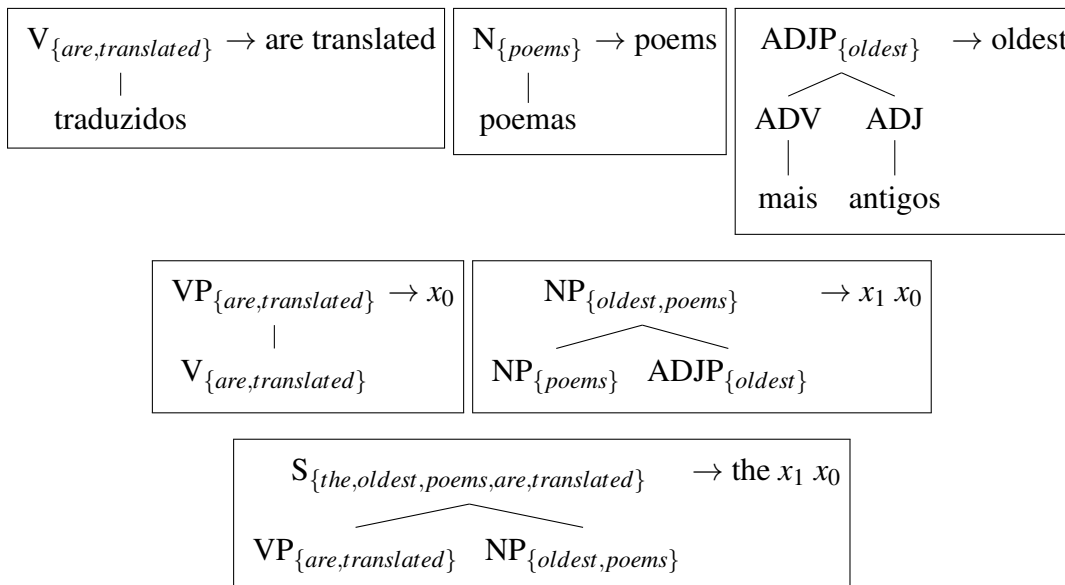 V{are,translated} → are translated
traduzidos
N{poems} → poems
poemas
ADJP{oldest} → oldest
ADV ADJ
mais antigos
VP{are,translated} → x0
V{are,translated}
NP{oldest,poems} → x1 x0
NP{poems} ADJP{oldest}
S{the,oldest,poems,are,translated} → the x1 x0
VP{are,translated} NP{oldest,poems}